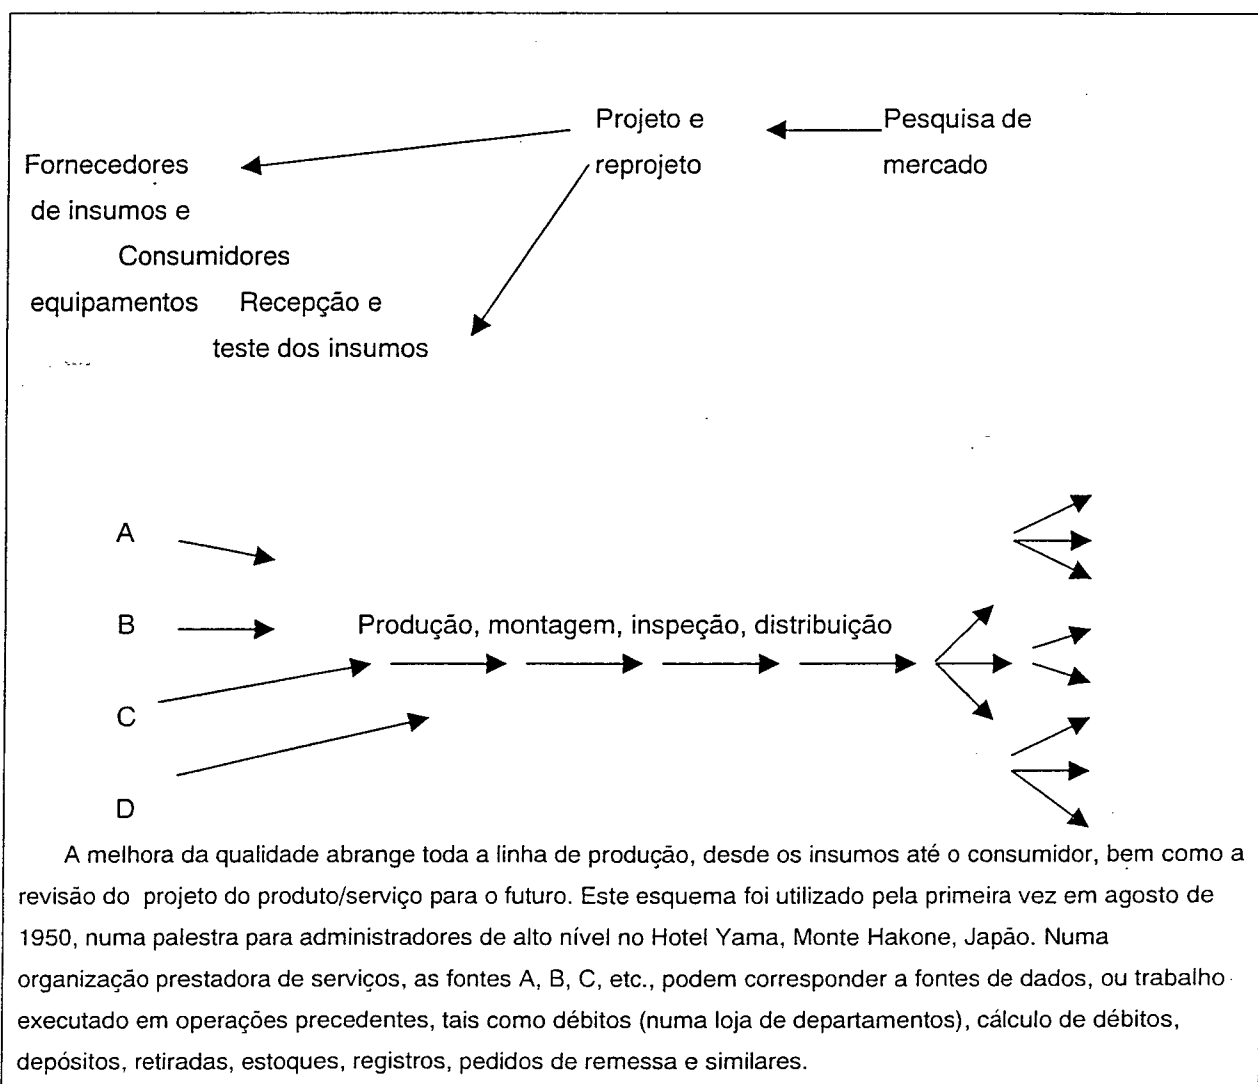 Projeto e Pesquisa de
Fornecedores reprojeto mercado
de insumos e
Consumidores
equipamentos Recepção e
teste dos insumos
A
B Produção, montagem, inspeção, distribuição
C
D
A melhora da qualidade abrange toda a linha de produção, desde os insumos até o consumidor, bem como a
revisão do projeto do produto/serviço para o futuro. Este esquema foi utilizado pela primeira vez em agosto de
1950, numa palestra para administradores de alto nível no Hotel Yama, Monte Hakone, Japão. Numa
organização prestadora de serviços, as fontes A, B, C, etc., podem corresponder a fontes de dados, ou trabalho
executado em operações precedentes, tais como débitos (numa loja de departamentos), cálculo de débitos,
depósitos, retiradas, estoques, registros, pedidos de remessa e similares.